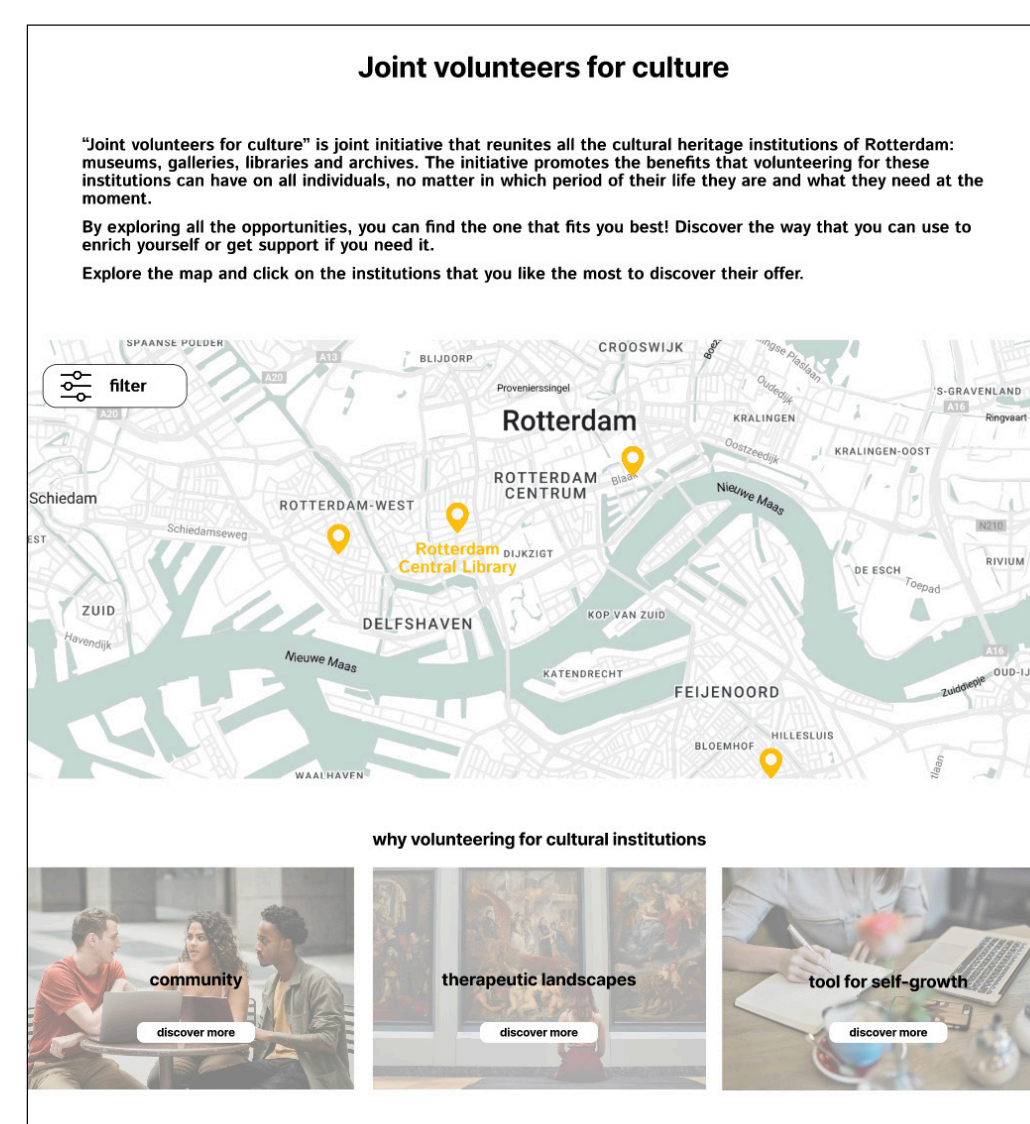 Joint volunteers for culture
“Joint volunteers for culture” is joint initiative that reunites all the cultural heritage institutions of Rotterdam:
museums, galleries, libraries and archives. The initiative promotes the benefits that volunteering for these
institutions can have on all individuals, no matter in which period of their life they are and what they need at the
moment.
By exploring all the opportunities, you can find the one that fits you best! Discover the way that you can use to
enrich yourself or get support if you need it.
Explore the map and click on the institutions that you like the most to discover their offer.
SPAANSE POLDER
A13
BLIJDORP
CROOSWIJK
filter
A20
A20
Provenierssingel
Rotterdam
Oudedijk
KRALINGEN
'S-GRAVENLAND
A16
Ringvaart
Oostzeedijk
KRALINGEN-OOST
ROTTERDAM
CENTRUM
Blaak
Nieuwe Maas
Schiedam
ROTTERDAM-WEST
Schiedamseweg
EST
N210
Rotterdam
Central Library
DIJKZIGT
DE ESCH
Toepad
RIVIUM
ZUID
Havendijk
DELFSHAVEN
KOP VAN ZUID
Nieuwe Maas
A16
KATENDRECHT
FEIJENOORD
Zuiddiepje
OUD-IJ
HILLESLUIS
BLOEMHOF
WAALHAVEN
why volunteering for cultural institutions
community
discover more
therapeutic landscapes
discover more
tool for self-growth
discover more